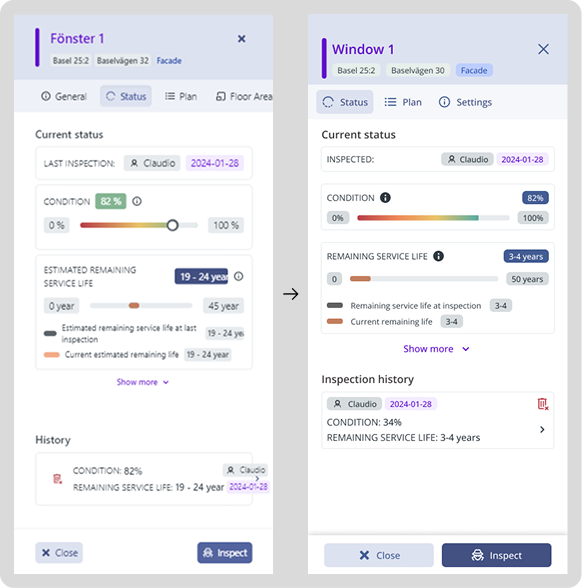 Fönster 1
Basel 25:2 Baselvägen 32 Facade
General Status Plan Floor Area
Current status
LAST INSPECTION: Claudio 2024-01-28
CONDITION 82 %
0 % 100 %
ESTIMATED REMAINING
SERVICE LIFE
19 - 24 year
0 year 45 year
Estimated remaining service life at last
inspection
19 - 24 ye
Current estimated remaining life 19 - 24 year
Show more
History
CONDITION: 82% Claudio
REMAINING SERVICE LIFE: 19 - 24 year 2024-01-28
Close Inspect
Window 1
Basel 25:2 Baselvägen 30 Facade
Status Plan Settings
Current status
INSPECTED: Claudio 2024-01-28
CONDITION 82%
0% 100%
REMAINING SERVICE LIFE 3-4 years
0 50 years
Remaining service life at inspection 3-4
Current remaining life 3-4
Show more
Inspection history
Claudio 2024-01-28
CONDITION: 34%
REMAINING SERVICE LIFE: 3-4 years
Close Inspect